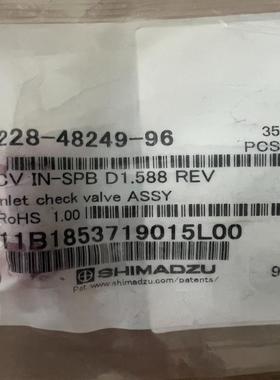 228-48249-96
35
PCS
CV IN-SPB D1.588 REV
nlet check valve ASSY
RoHS 1.00
11B1853719015L00
SHIMADZU
Pat. www.shimadzu.com/patents/
9